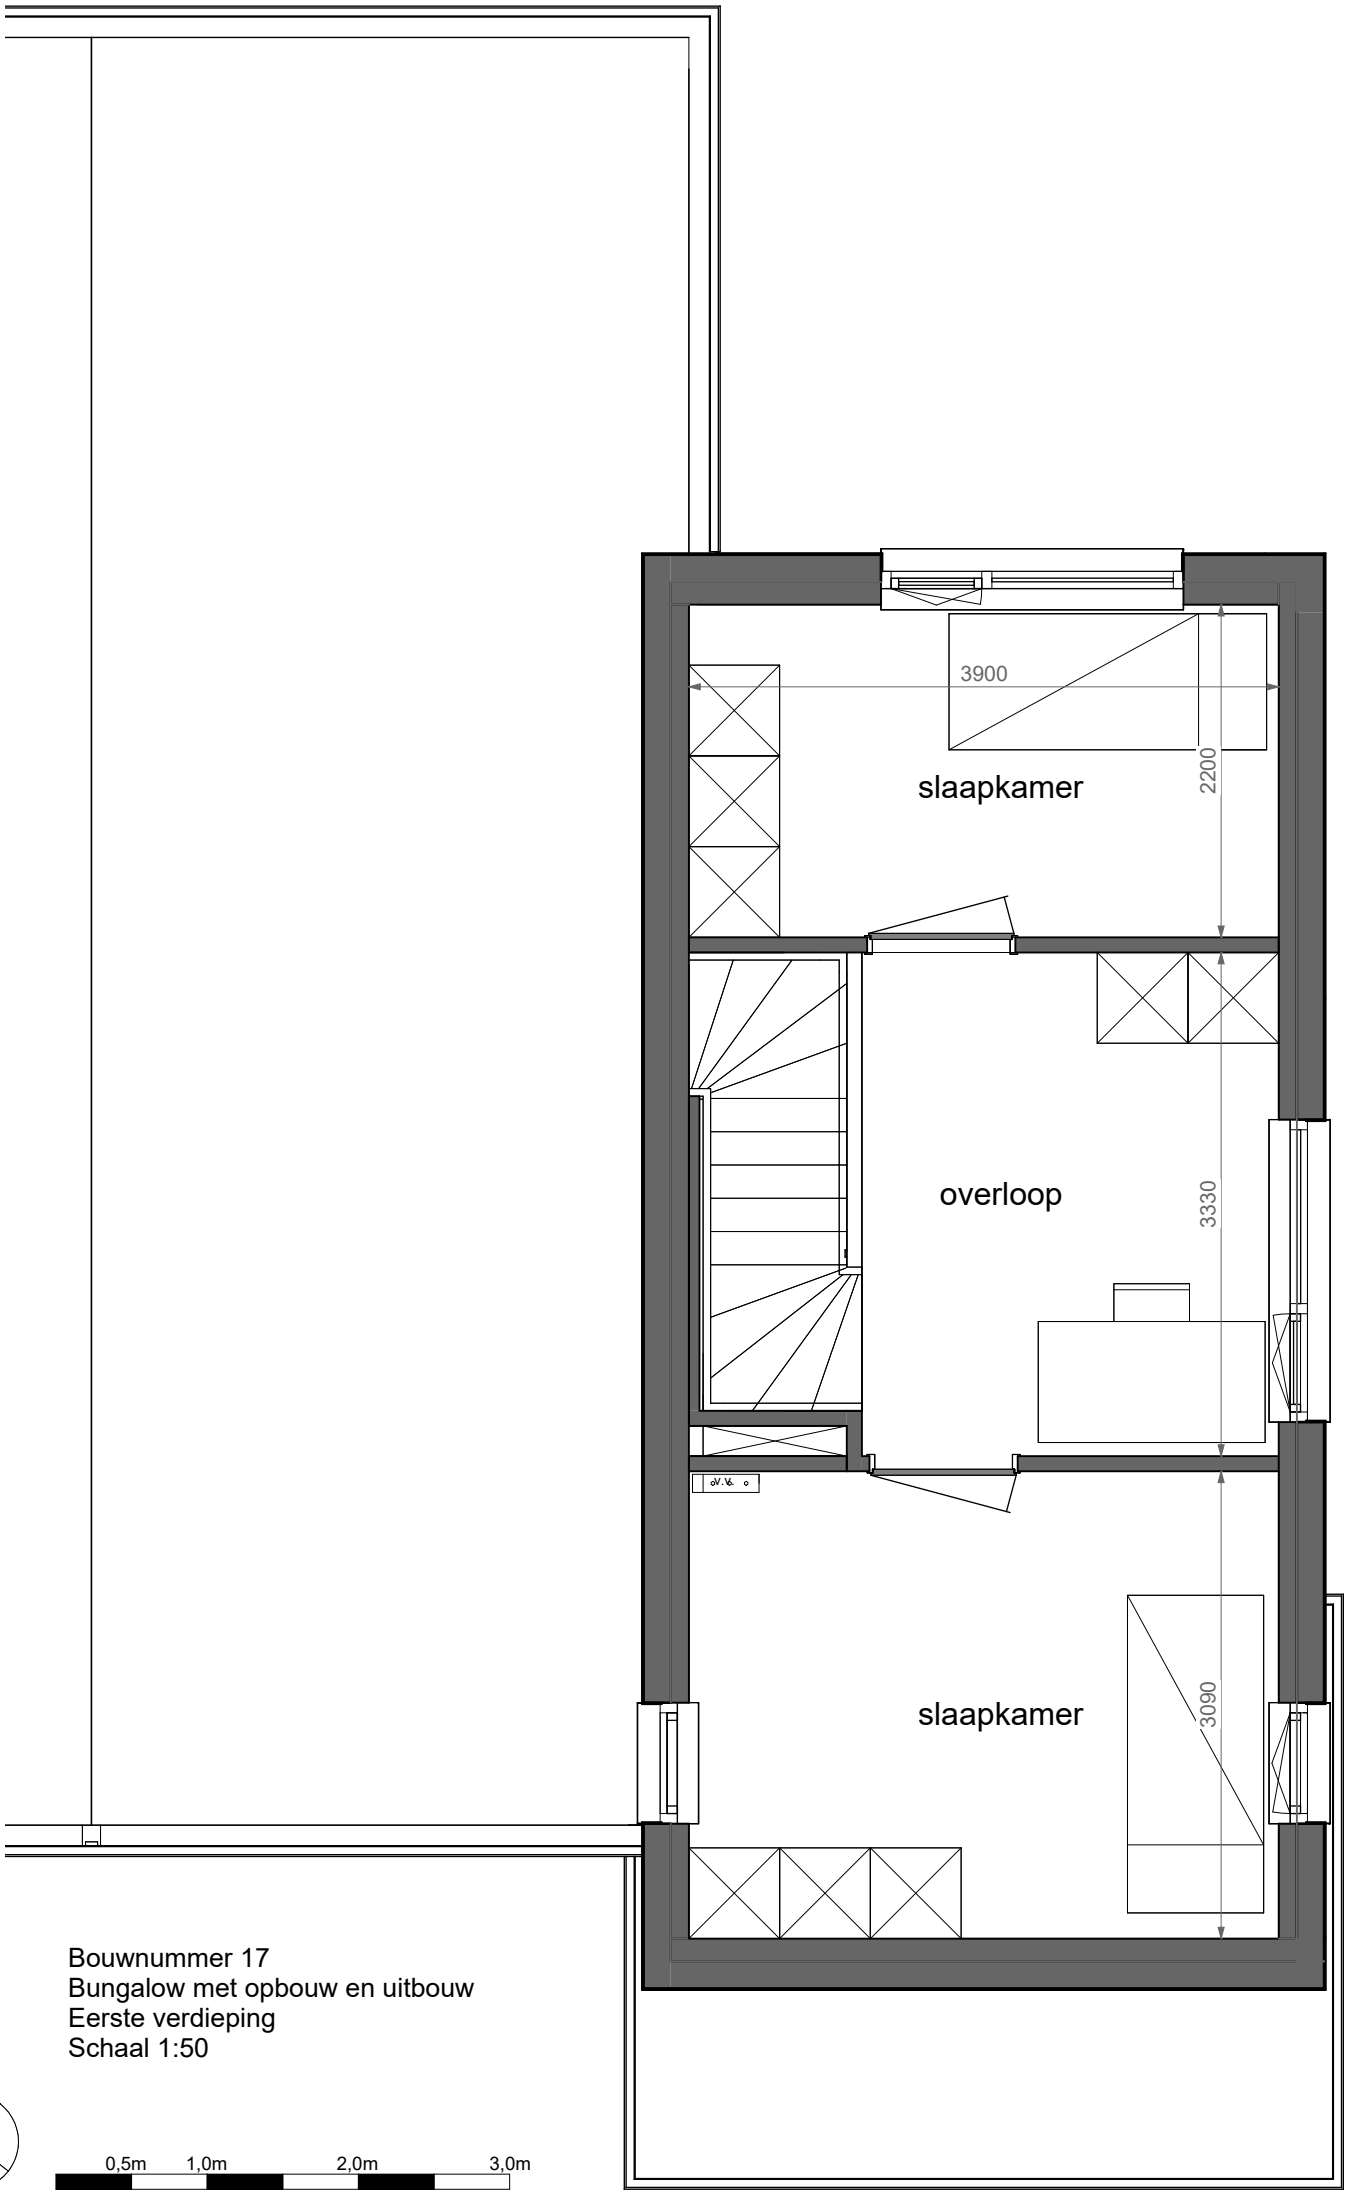 3900
2200
slaapkamer
overloop
3330
V.V.
slaapkamer
3090
Bouwnummer 17
Bungalow met opbouw en uitbouw
Eerste verdieping
Schaal 1:50
0,5m 1,0m 2,0m 3,0m